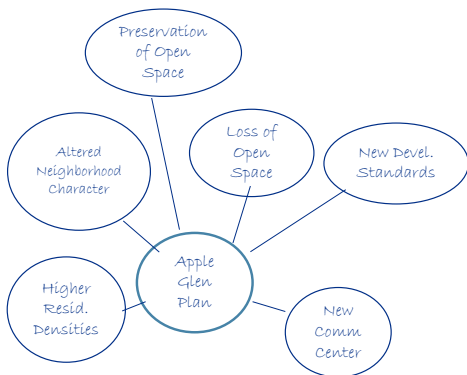 Preservation
of Open
Space
Loss of
Open
Space
New Devel.
Standards
Altered
Neighborhood
Character
Apple
Glen
Plan
Higher
Resid.
Densities
New
Comm
Center